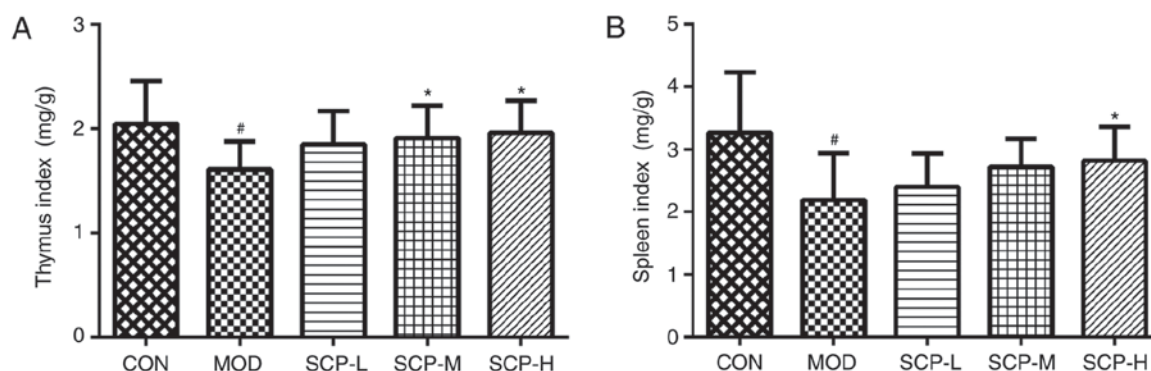 A
Thymus index (mg/g)
3
2
1
0
#
*
*
CON MOD SCP-L SCP-M SCP-H
B
Spleen index (mg/g)
5
4
3
2
1
0
#
*
CON MOD SCP-L SCP-M SCP-H